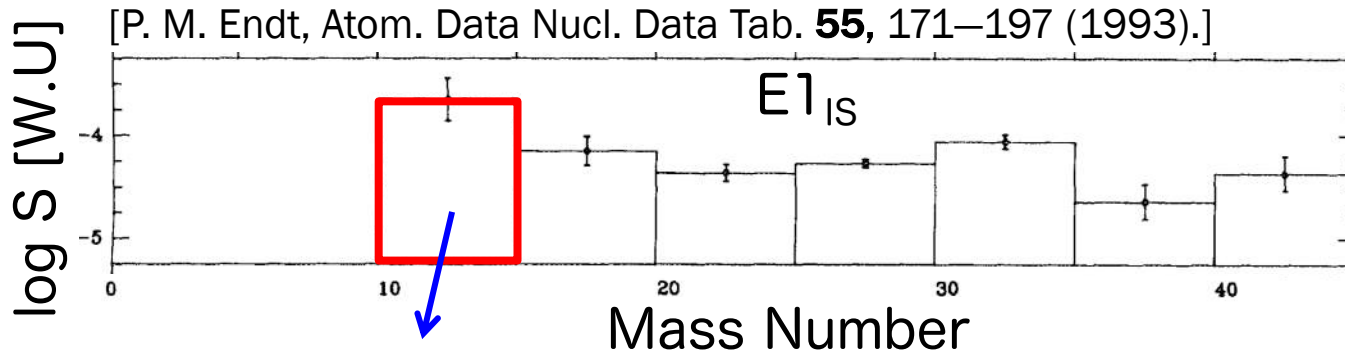 [P. M. Endt, Atom. Data Nucl. Data Tab. 55, 171—197 (1993).]
log S [W.U]
E1IS
-4
-5
0 10 20 30 40
Mass Number